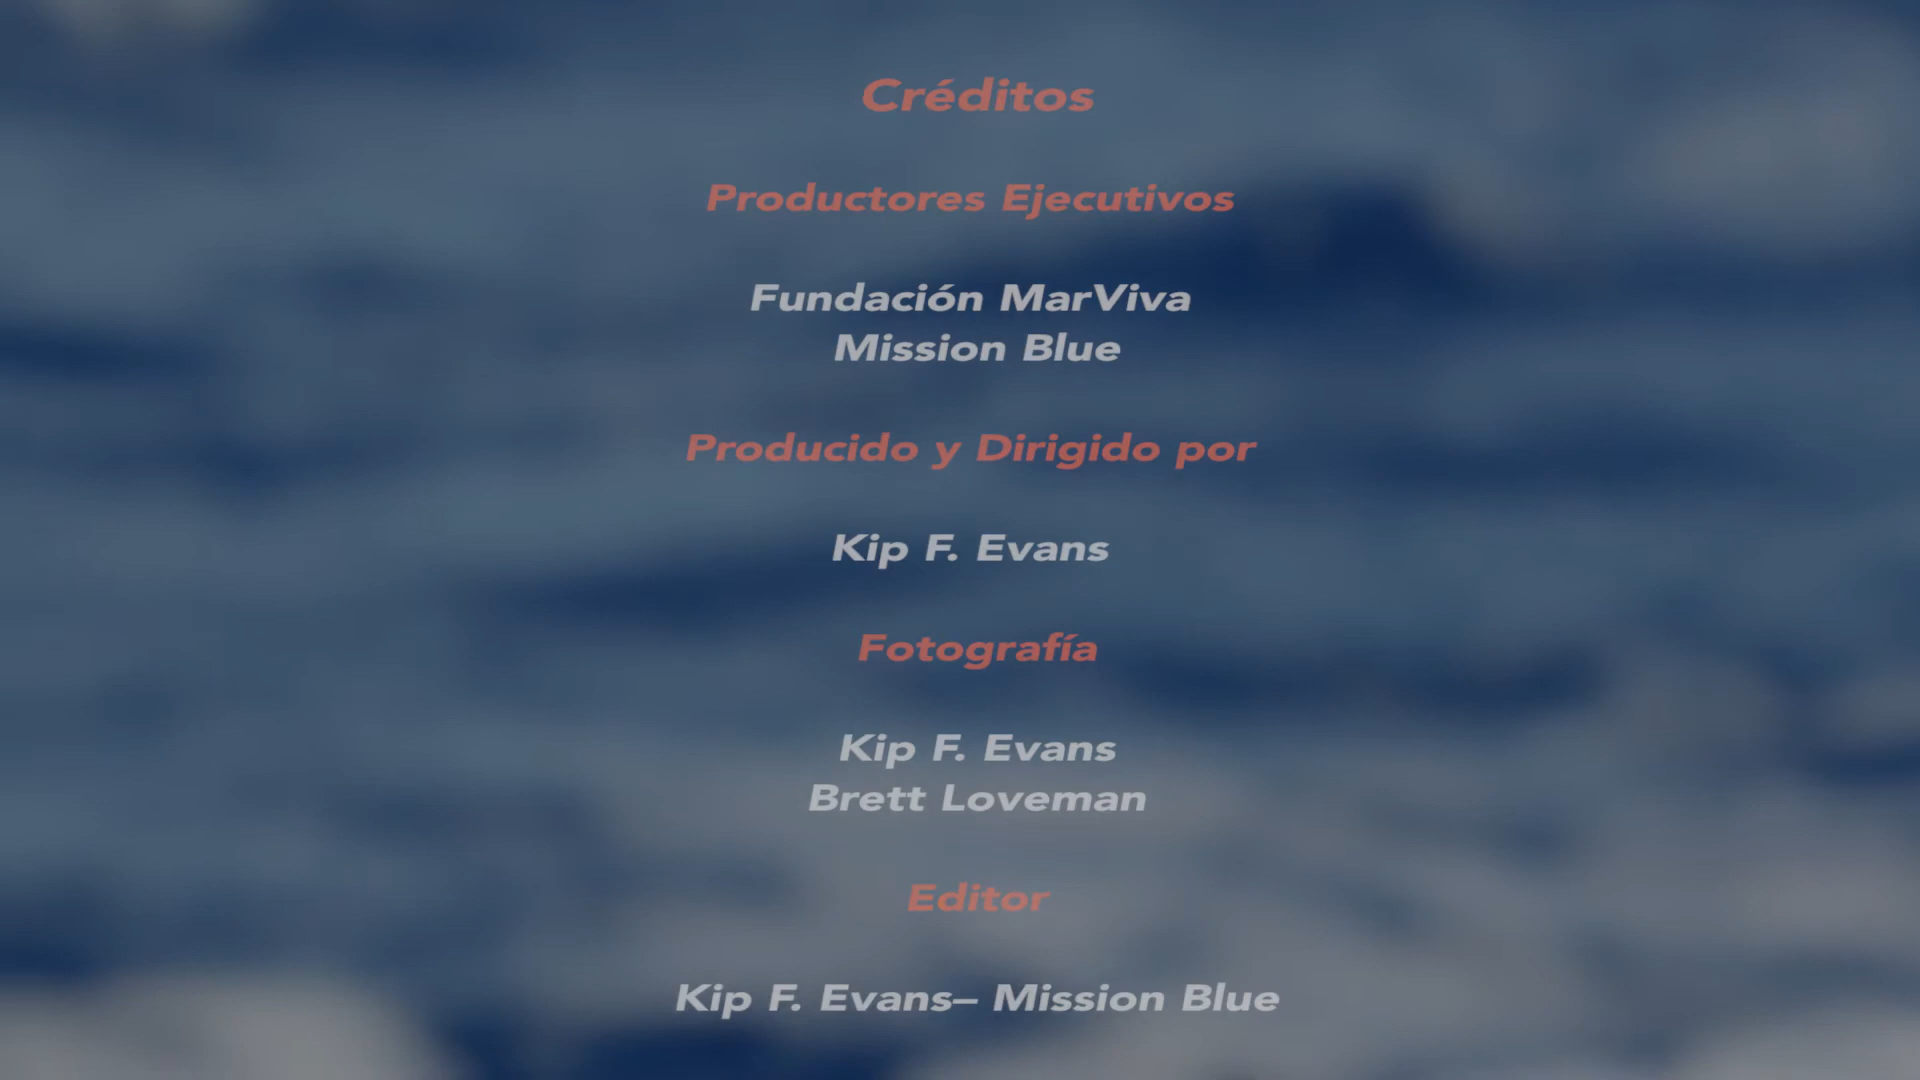 Créditos
Productores Ejecutivos
Fundación MarViva
Mission Blue
Producido y Dirigido por
Kip F. Evans
Fotografía
Kip F. Evans
Brett Loveman
Editor
Kip F. Evans– Mission Blue